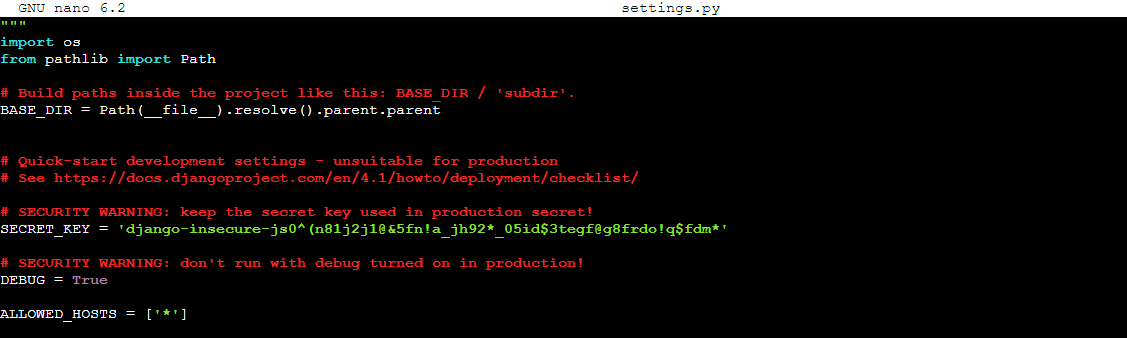 GNU nano 6.2 settings.py
"""
import os
from pathlib import Path
# Build paths inside the project like this: BASE_DIR / 'subdir'.
BASE_DIR = Path(__file__).resolve().parent.parent
# Quick-start development settings - unsuitable for production
# See https://docs.djangoproject.com/en/4.1/howto/deployment/checklist/
# SECURITY WARNING: keep the secret key used in production secret!
SECRET_KEY = 'django-insecure-js0^(n81j2j1@&5fn!a_jh92*_05id$3tegf@g8frdo!q$fdm*'
# SECURITY WARNING: don't run with debug turned on in production!
DEBUG = True
ALLOWED_HOSTS = ['*']